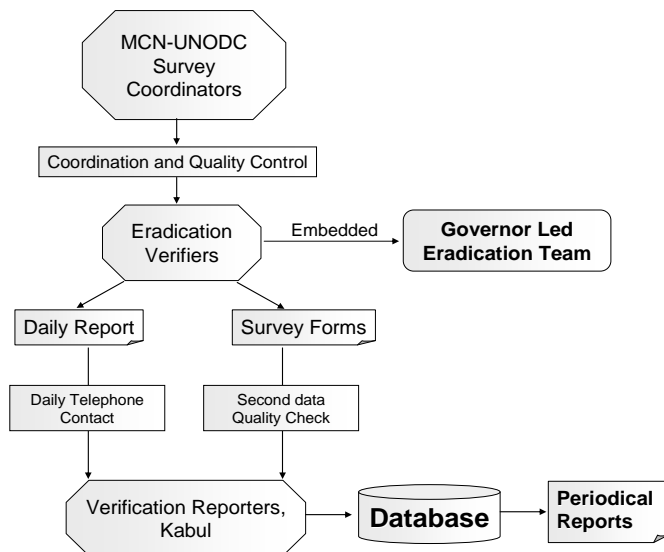 MCN-UNODC
Survey
Coordinators
Coordination and Quality Control
Eradication
Verifiers
Embedded
Governor Led
Eradication Team
Daily Report
Survey Forms
Daily Telephone
Contact
Second data
Quality Check
Verification Reporters,
Kabul
Database
Periodical
Reports